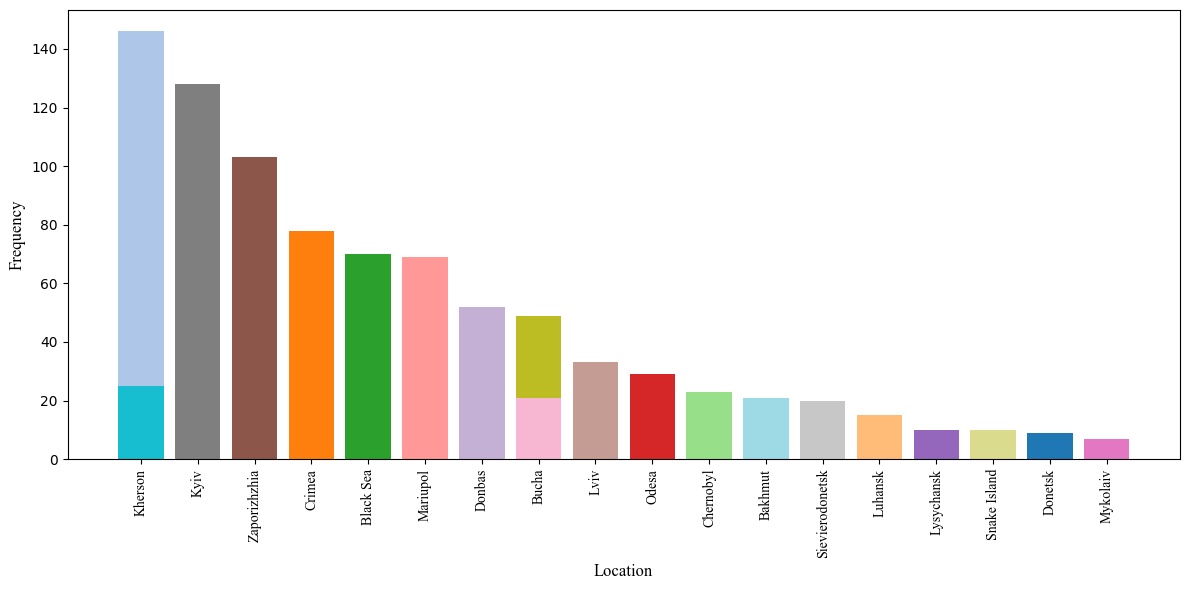 140
120
100
80
60
40
20
0
Frequency
Kherson
Kyiv
Zaporizhzhia
Crimea
Black Sea
Mariupol
Donbas
Bucha
Lviv
Odesa
Chernobyl
Bakhmut
Sievierodonetsk
Luhansk
Lysychansk
Snake Island
Donetsk
Mykolaiv
Location